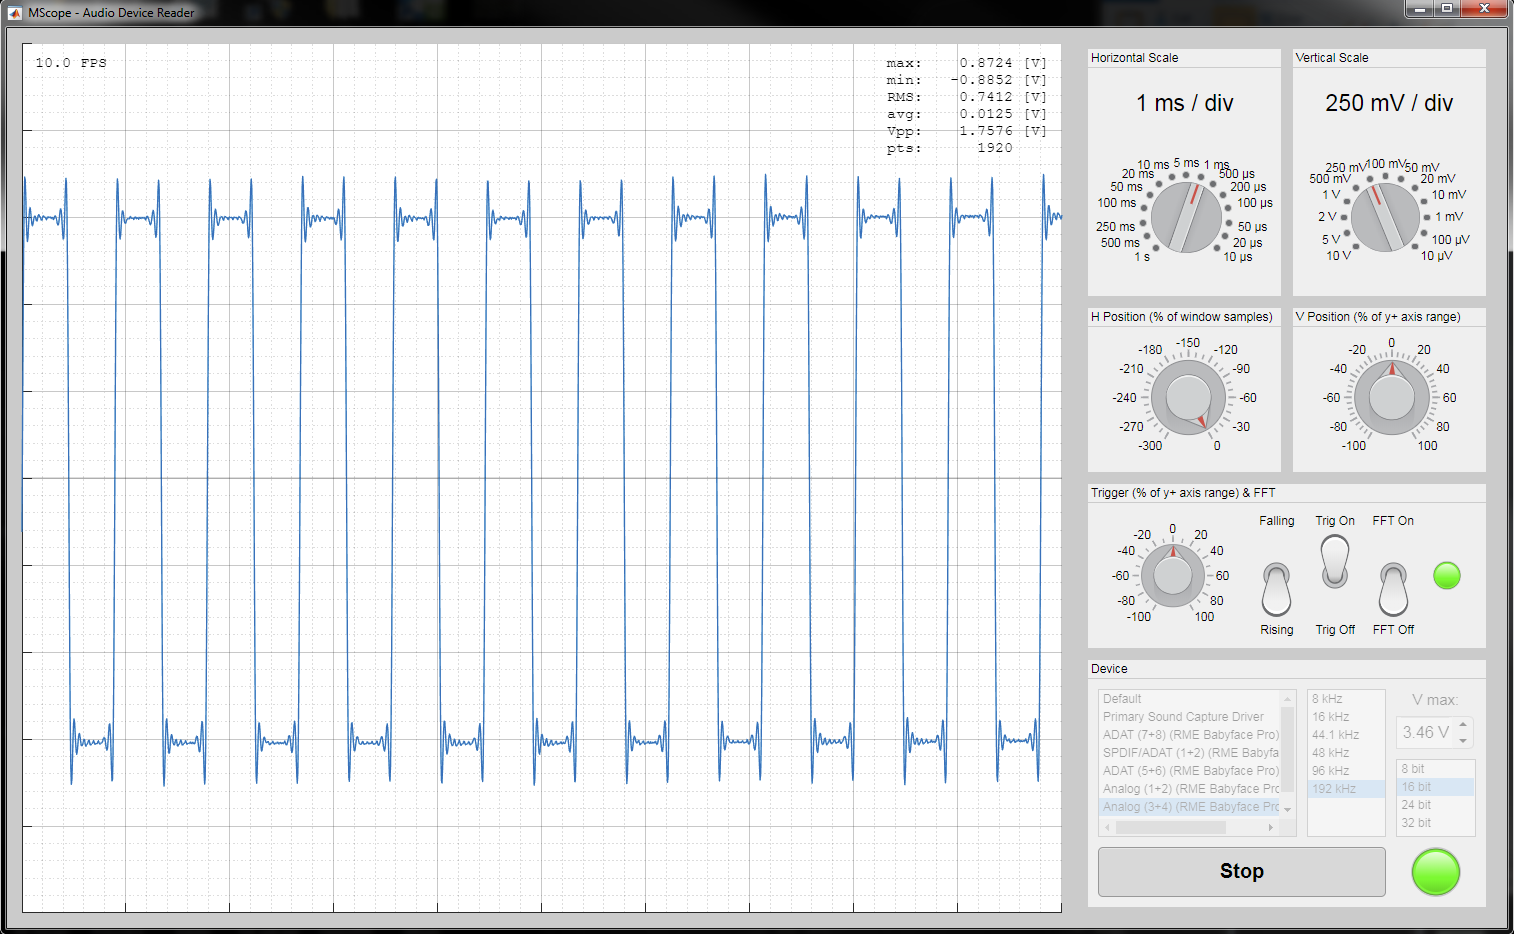 MScope - Audio Device Reader
10.0 FPS
max: 0.8724 [V]
min: -0.8852 [V]
RMS: 0.7412 [V]
avg: 0.0125 [V]
Vpp: 1.7576 [V]
pts: 1920
Horizontal Scale
1 ms / div
1 s
500 ms
250 ms
100 ms
50 ms
20 ms
10 ms
5 ms
1 ms
500 µs
200 µs
100 µs
50 µs
20 µs
10 µs
Vertical Scale
250 mV / div
10 V
5 V
2 V
1 V
500 mV
250 mV
100 mV
50 mV
20 mV
10 mV
1 mV
100 µV
10 µV
H Position (% of window samples)
-300
-270
-240
-210
-180
-150
-120
-90
-60
-30
0
V Position (% of y+ axis range)
-100
-80
-60
-40
-20
0
20
40
60
80
100
Trigger (% of y+ axis range) & FFT
-100
-80
-60
-40
-20
0
20
40
60
80
100
Falling
Rising
Trig On
Trig Off
FFT On
FFT Off
Device
Default
Primary Sound Capture Driver
ADAT (7+8) (RME Babyface Pro)
SPDIF/ADAT (1+2) (RME Babyfa
ADAT (5+6) (RME Babyface Pro)
Analog (1+2) (RME Babyface Pro
Analog (3+4) (RME Babyface Pro
8 kHz
16 kHz
44.1 kHz
48 kHz
96 kHz
192 kHz
V max:
3.46 V
8 bit
16 bit
24 bit
32 bit
Stop